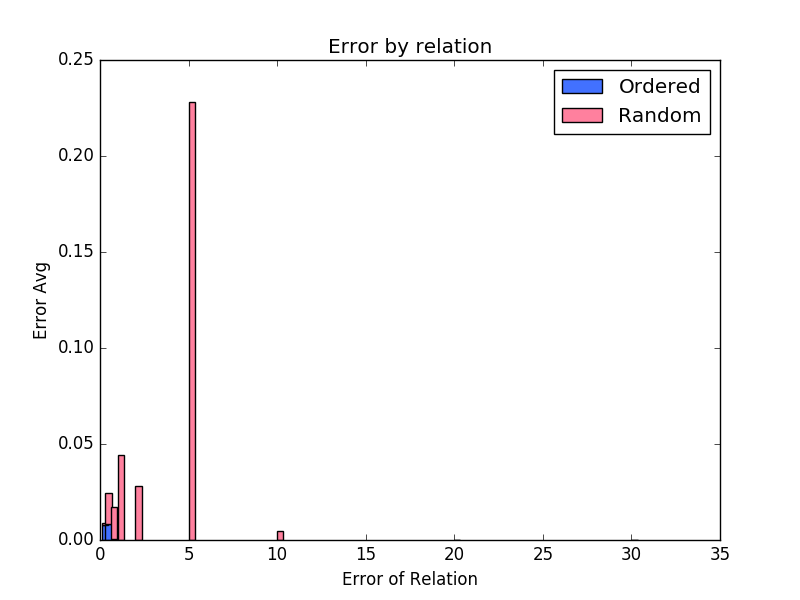 Error by relation
Ordered
Random
Error Avg
0.25
0.20
0.15
0.10
0.05
0.00
0 5 10 15 20 25 30 35
Error of Relation